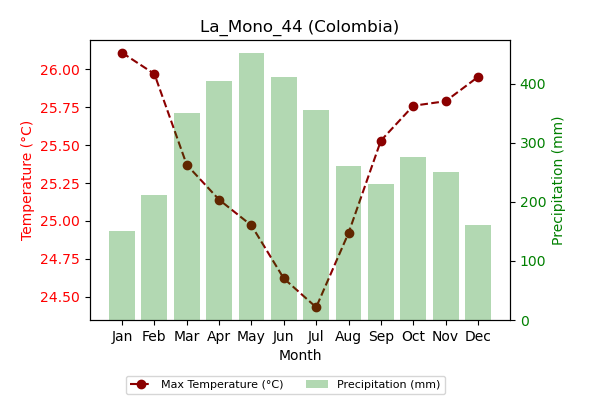 La_Mono_44 (Colombia)
26.00
25.75
25.50
25.25
25.00
24.75
24.50
Temperature (°C)
400
300
200
100
0
Precipitation (mm)
Jan Feb Mar Apr May Jun Jul Aug Sep Oct Nov Dec
Month
Max Temperature (°C) Precipitation (mm)